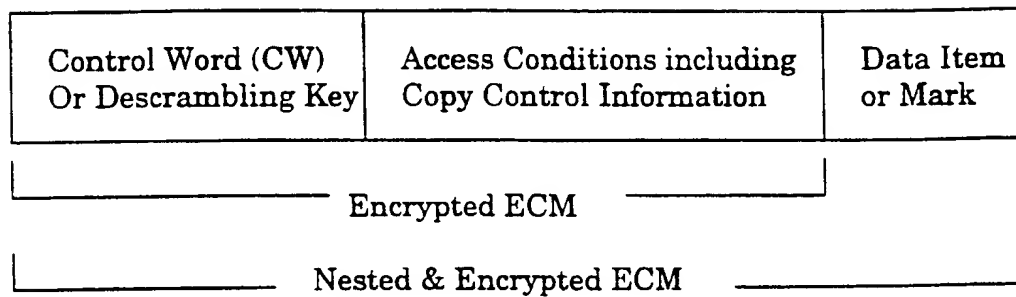 Control Word (CW)
Or Descrambling Key
Access Conditions including
Copy Control Information
Data Item
or Mark
Encrypted ECM
Nested & Encrypted ECM